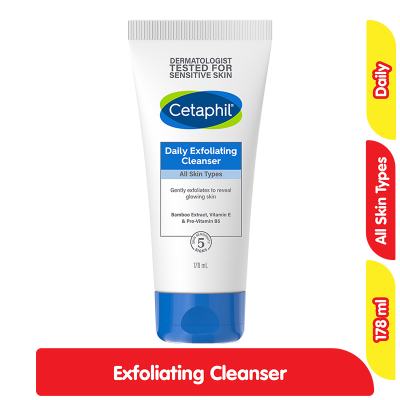 DERMATOLOGIST
TESTED FOR
SENSITIVE SKIN
Cetaphil®
Daily Exfoliating
Cleanser
All Skin Types
Gently exfoliates to reveal
glowing skin
Bamboo Extract, Vitamin E
& Pro-Vitamin B5
5
SIGNS
178 mL
Daily
All Skin Types
178 ml
Exfoliating Cleanser